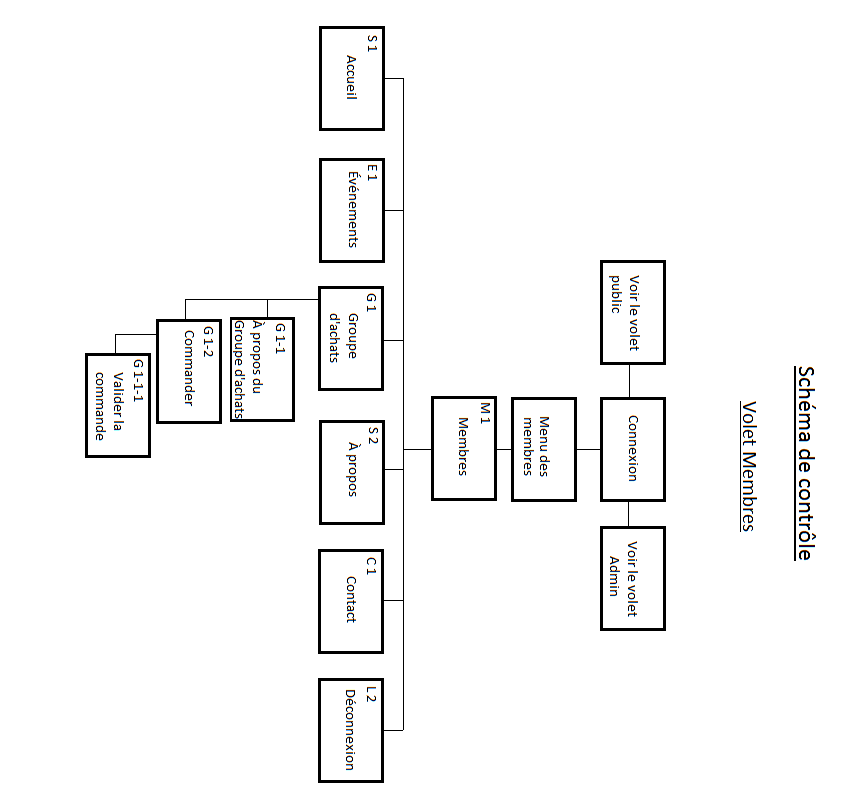 Schéma de contrôle
Volet Membres
Voir le volet
public
Connexion
Voir le volet
Admin
Menu des
membres
M 1
Membres
S 1
Accueil
E 1
Événements
G 1
Groupe
d'achats
S 2
À propos
C 1
Contact
L 2
Déconnexion
G 1-1
À propos du
Groupe d'achats
G 1-2
Commander
G 1-1-1
Valider la
commande